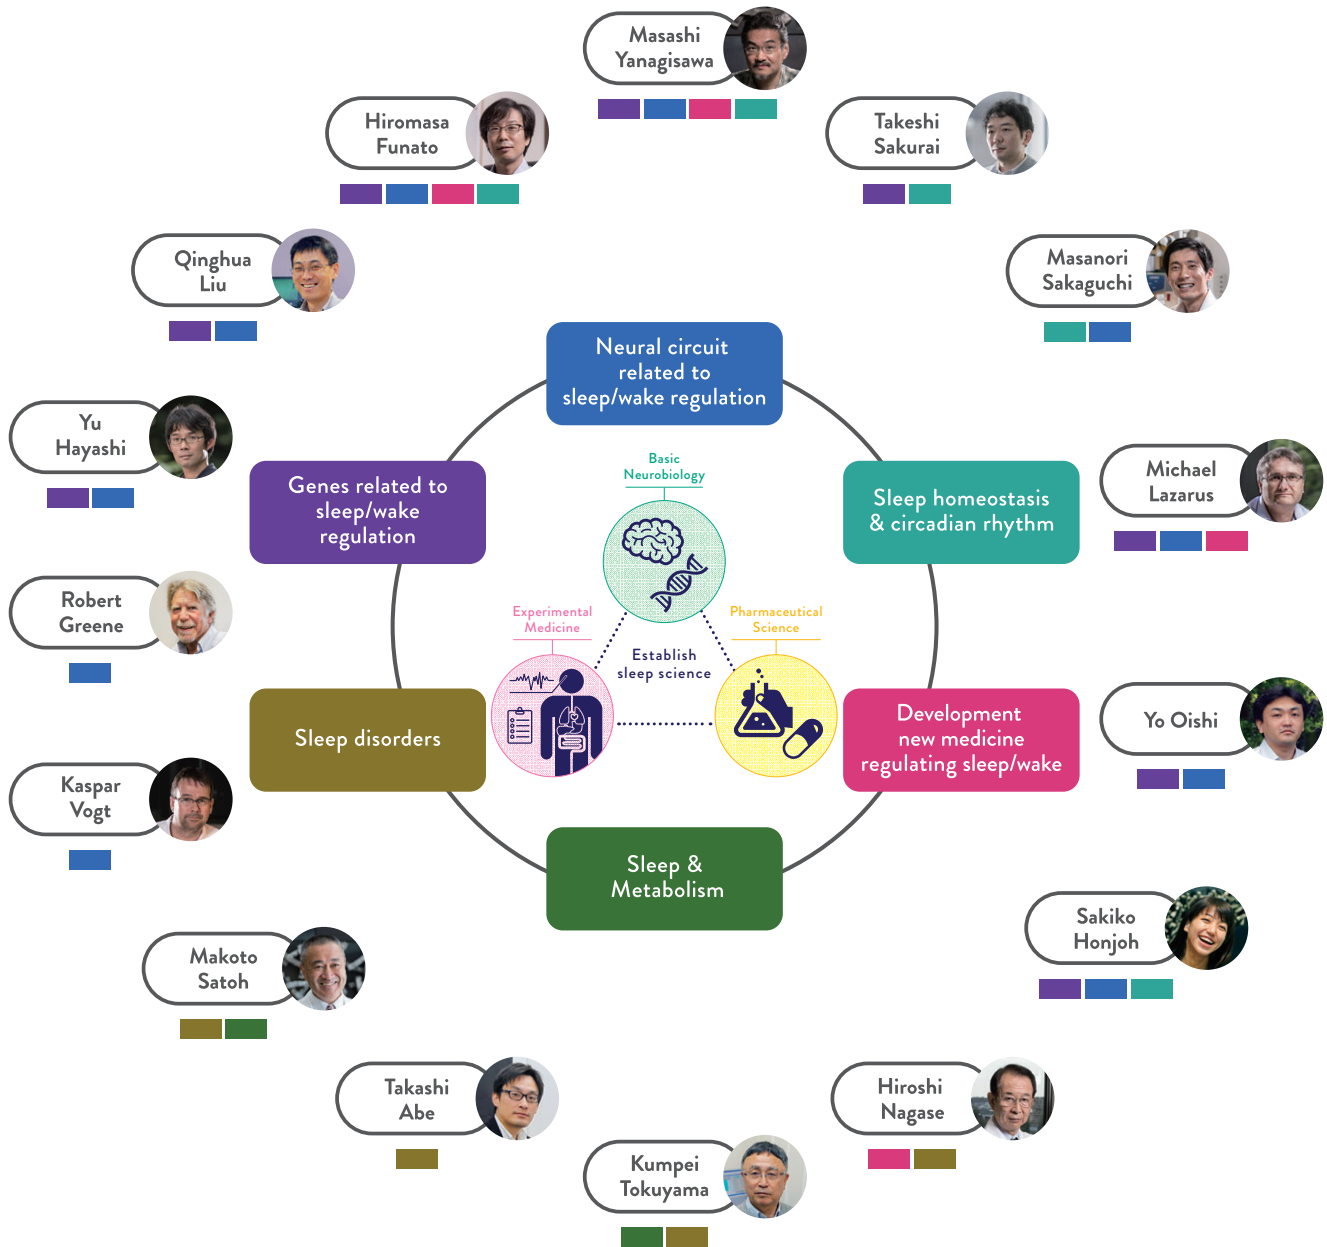 Masashi
Yanagisawa
Hiromasa
Funato
Takeshi
Sakurai
Qinghua
Liu
Masanori
Sakaguchi
Neural circuit
related to
sleep/wake regulation
Yu
Hayashi
Michael
Lazarus
Genes related to
sleep/wake
regulation
Basic
Neurobiology
Sleep homeostasis
& circadian rhythm
Robert
Greene
Experimental
Medicine
Pharmaceutical
Science
Establish
sleep science
Sleep disorders
Development
new medicine
regulating sleep/wake
Yo Oishi
Kaspar
Vogt
Sleep &
Metabolism
Sakiko
Honjoh
Makoto
Satoh
Takashi
Abe
Hiroshi
Nagase
Kumpei
Tokuyama